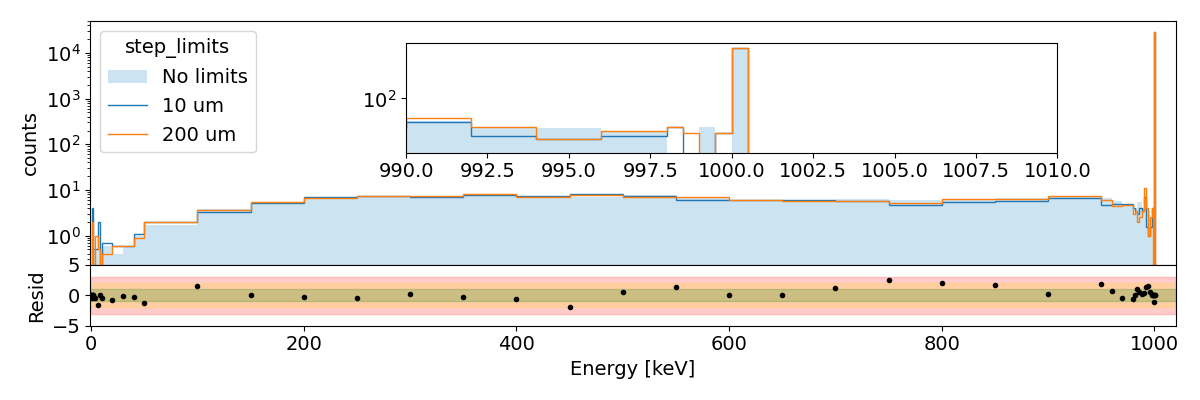 step_limits
No limits
10 um
200 um
counts
10^4
10^3
10^2
10^1
10^0
10^2
990.0 992.5 995.0 997.5 1000.0 1002.5 1005.0 1007.5 1010.0
Resid
5
0
−5
0 200 400 600 800 1000
Energy [keV]